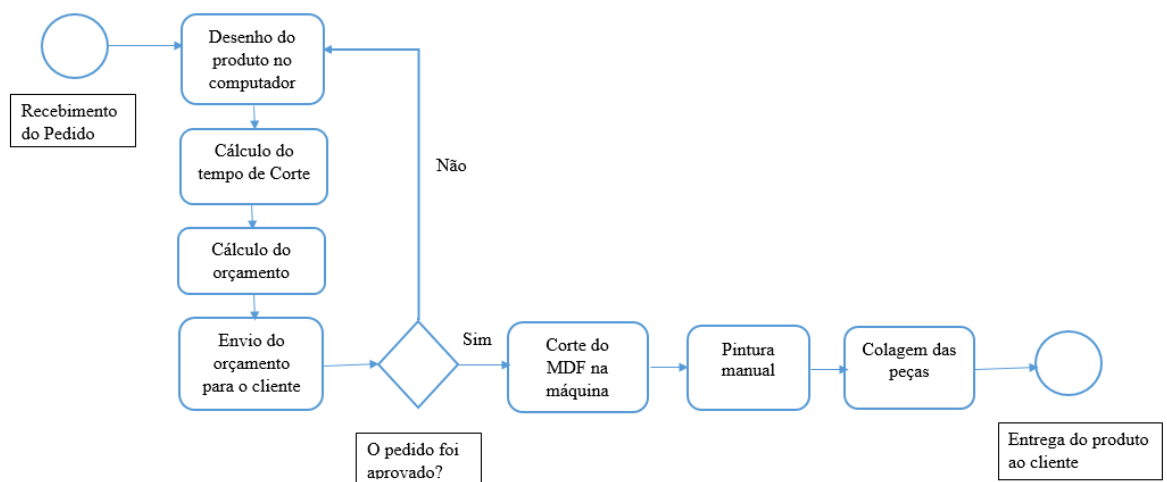 Recebimento
do Pedido
Desenho do
produto no
computador
Cálculo do
tempo de Corte
Cálculo do
orçamento
Envio do
orçamento
para o cliente
Não
O pedido foi
aprovado?
Sim
Corte do
MDF na
máquina
Pintura
manual
Colagem das
peças
Entrega do produto
ao cliente